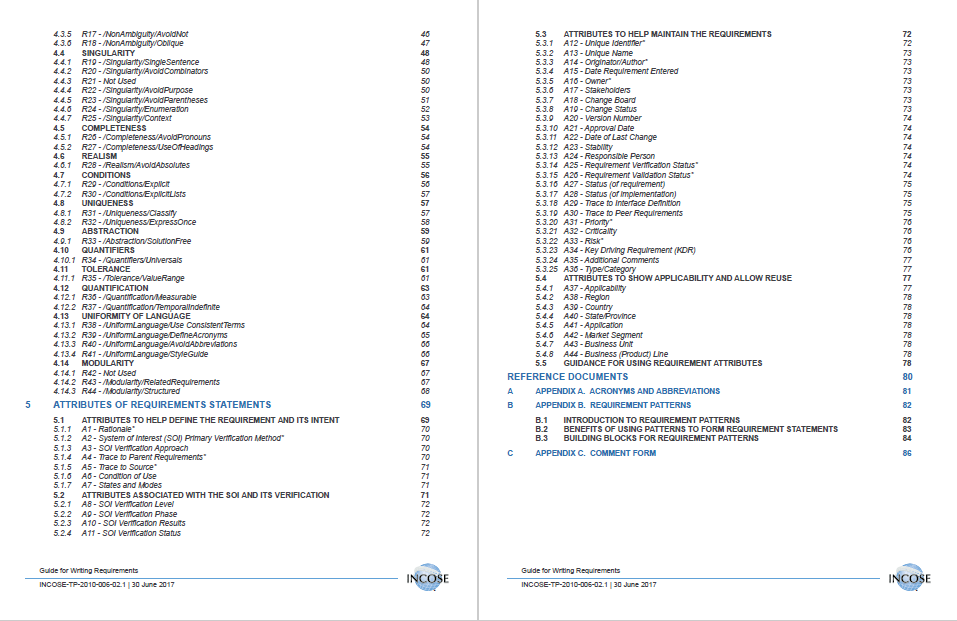 4.3.5 R17 - /NonAmbiguity/AvoidNot 46
4.3.6 R18 - /NonAmbiguity/Oblique 47
4.4 SINGULARITY 48
4.4.1 R19 - /Singularity/SingleSentence 48
4.4.2 R20 - /Singularity/AvoidCombinators 50
4.4.3 R21 - Not Used 50
4.4.4 R22 - /Singularity/AvoidPurpose 50
4.4.5 R23 - /Singularity/AvoidParentheses 51
4.4.6 R24 - /Singularity/Enumeration 52
4.4.7 R25 - /Singularity/Context 53
4.5 COMPLETENESS 54
4.5.1 R26 - /Completeness/AvoidPronouns 54
4.5.2 R27 - /Completeness/UseOfHeadings 54
4.6 REALISM 55
4.6.1 R28 - /Realism/AvoidAbsolutes 55
4.7 CONDITIONS 56
4.7.1 R29 - /Conditions/Explicit 56
4.7.2 R30 - /Conditions/ExplicitLists 57
4.8 UNIQUENESS 57
4.8.1 R31 - /Uniqueness/Classify 57
4.8.2 R32 - /Uniqueness/ExpressOnce 58
4.9 ABSTRACTION 59
4.9.1 R33 - /Abstraction/SolutionFree 59
4.10 QUANTIFIERS 61
4.10.1 R34 - /Quantifiers/Universals 61
4.11 TOLERANCE 61
4.11.1 R35 - /Tolerance/ValueRange 61
4.12 QUANTIFICATION 63
4.12.1 R36 - /Quantification/Measurable 63
4.12.2 R37 - /Quantification/TemporalIndefinite 64
4.13 UNIFORMITY OF LANGUAGE 64
4.13.1 R38 - /UniformLanguage/Use ConsistentTerms 64
4.13.2 R39 - /UniformLanguage/DefineAcronyms 65
4.13.3 R40 - /UniformLanguage/AvoidAbbreviations 66
4.13.4 R41 - /UniformLanguage/StyleGuide 66
4.14 MODULARITY 67
4.14.1 R42 - Not Used 67
4.14.2 R43 - /Modularity/RelatedRequirements 67
4.14.3 R44 - /Modularity/Structured 68
5 ATTRIBUTES OF REQUIREMENTS STATEMENTS 69
5.1 ATTRIBUTES TO HELP DEFINE THE REQUIREMENT AND ITS INTENT 69
5.1.1 A1 - Rationale* 70
5.1.2 A2 - System of Interest (SOI) Primary Verification Method* 70
5.1.3 A3 - SOI Verification Approach 70
5.1.4 A4 - Trace to Parent Requirements* 70
5.1.5 A5 - Trace to Source* 71
5.1.6 A6 - Condition of Use 71
5.1.7 A7 - States and Modes 71
5.2 ATTRIBUTES ASSOCIATED WITH THE SOI AND ITS VERIFICATION 71
5.2.1 A8 - SOI Verification Level 72
5.2.2 A9 - SOI Verification Phase 72
5.2.3 A10 - SOI Verification Results 72
5.2.4 A11 - SOI Verification Status 72
Guide for Writing Requirements
INCOSE-TP-2010-006-02.1 | 30 June 2017
INCOSE
5.3 ATTRIBUTES TO HELP MAINTAIN THE REQUIREMENTS 72
5.3.1 A12 - Unique Identifier* 72
5.3.2 A13 - Unique Name 73
5.3.3 A14 - Originator/Author* 73
5.3.4 A15 - Date Requirement Entered 73
5.3.5 A16 - Owner* 73
5.3.6 A17 - Stakeholders 73
5.3.7 A18 - Change Board 73
5.3.8 A19 - Change Status 73
5.3.9 A20 - Version Number 74
5.3.10 A21 - Approval Date 74
5.3.11 A22 - Date of Last Change 74
5.3.12 A23 - Stability 74
5.3.13 A24 - Responsible Person 74
5.3.14 A25 - Requirement Verification Status* 74
5.3.15 A26 - Requirement Validation Status* 74
5.3.16 A27 - Status (of requirement) 75
5.3.17 A28 - Status (of implementation) 75
5.3.18 A29 - Trace to Interface Definition 75
5.3.19 A30 - Trace to Peer Requirements 75
5.3.20 A31 - Priority* 76
5.3.21 A32 - Criticality 76
5.3.22 A33 - Risk* 76
5.3.23 A34 - Key Driving Requirement (KDR) 76
5.3.24 A35 - Additional Comments 77
5.3.25 A36 - Type/Category 77
5.4 ATTRIBUTES TO SHOW APPLICABILITY AND ALLOW REUSE 77
5.4.1 A37 - Applicability 77
5.4.2 A38 - Region 78
5.4.3 A39 - Country 78
5.4.4 A40 - State/Province 78
5.4.5 A41 - Application 78
5.4.6 A42 - Market Segment 78
5.4.7 A43 - Business Unit 78
5.4.8 A44 - Business (Product) Line 78
5.5 GUIDANCE FOR USING REQUIREMENT ATTRIBUTES 78
REFERENCE DOCUMENTS 80
A APPENDIX A. ACRONYMS AND ABBREVIATIONS 81
B APPENDIX B. REQUIREMENT PATTERNS 82
B.1 INTRODUCTION TO REQUIREMENT PATTERNS 82
B.2 BENEFITS OF USING PATTERNS TO FORM REQUIREMENT STATEMENTS 83
B.3 BUILDING BLOCKS FOR REQUIREMENT PATTERNS 84
C APPENDIX C. COMMENT FORM 86
Guide for Writing Requirements
INCOSE-TP-2010-006-02.1 | 30 June 2017
INCOSE